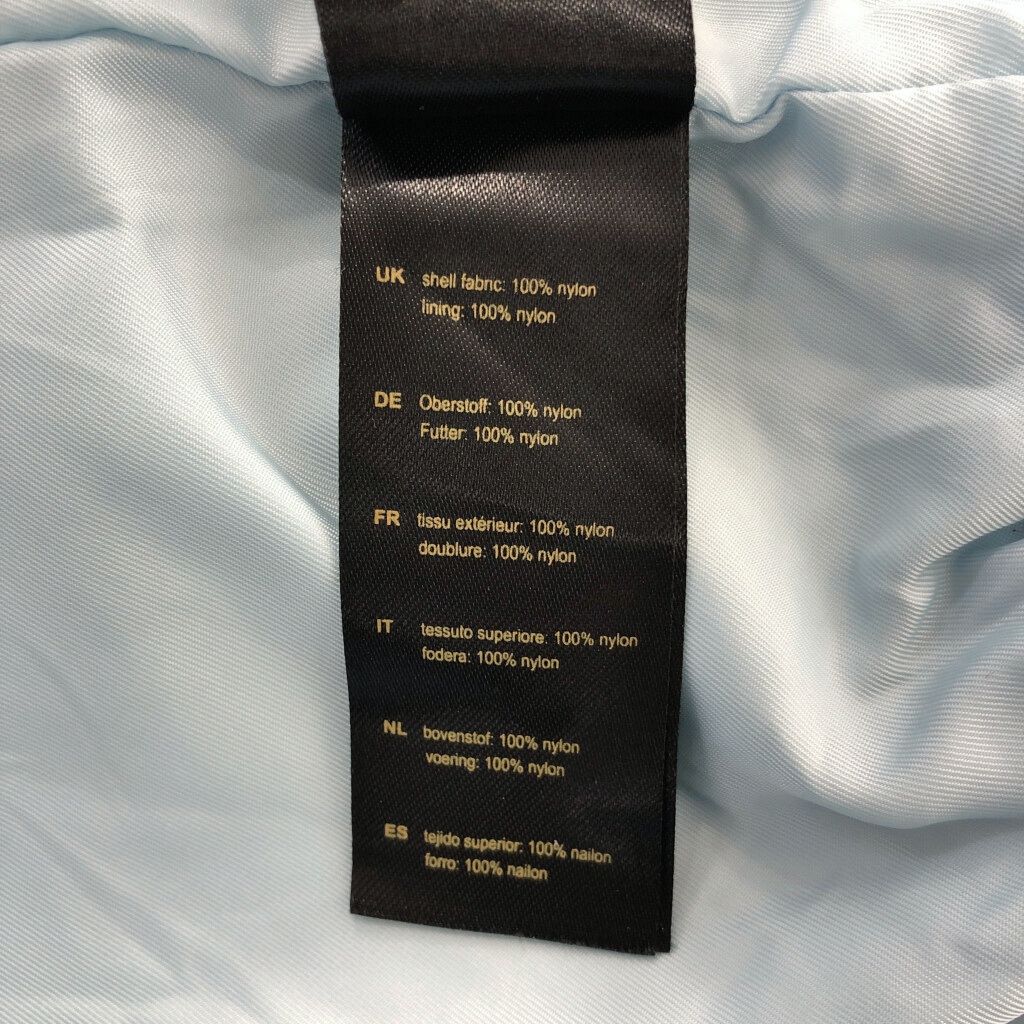 UK shell fabric: 100% nylon
lining: 100% nylon
DE Oberstoff: 100% nylon
Futter: 100% nylon
FR tissu extérieur: 100% nylon
doublure: 100% nylon
IT tessuto superiore: 100% nylon
fodera: 100% nylon
NL bovenstof: 100% nylon
voering: 100% nylon
ES tejido superior: 100% nailon
forro: 100% nailon